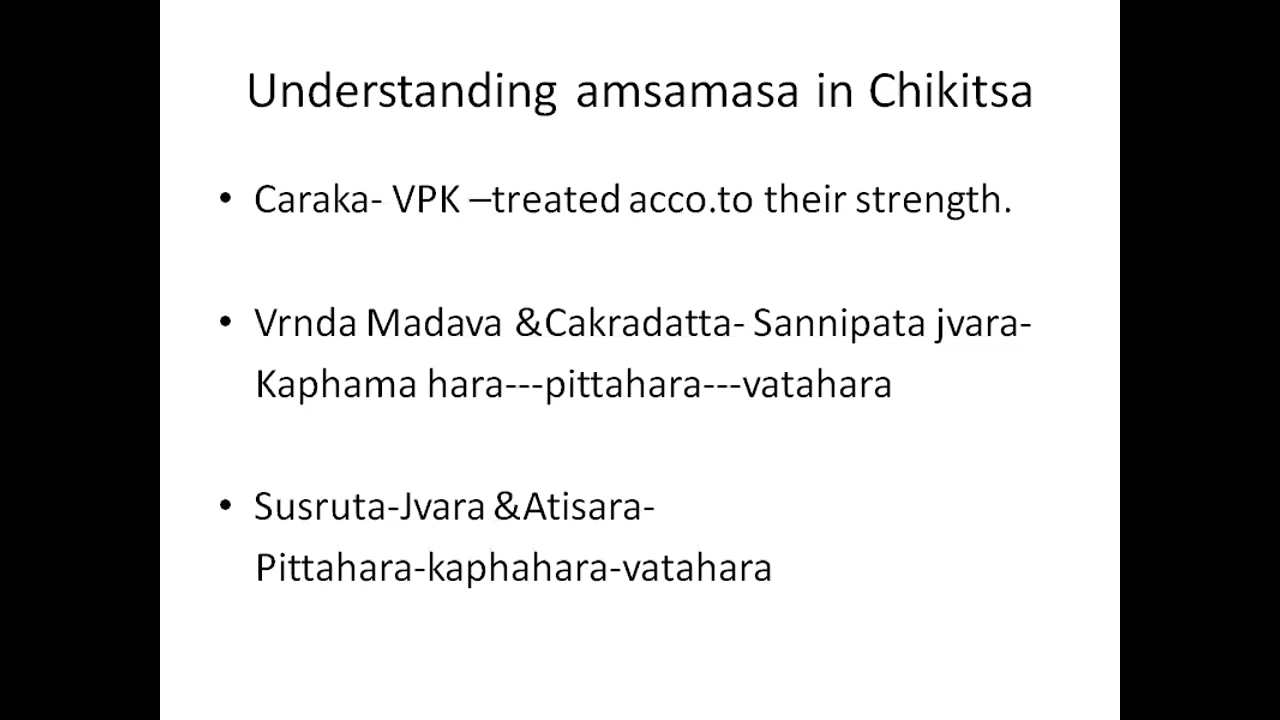 Understanding amsamasa in Chikitsa
• Caraka- VPK –treated acco.to their strength.
• Vrnda Madava &Cakradatta- Sannipata jvara-
Kaphama hara---pittahara---vatahara
• Susruta-Jvara &Atisara-
Pittahara-kaphahara-vatahara